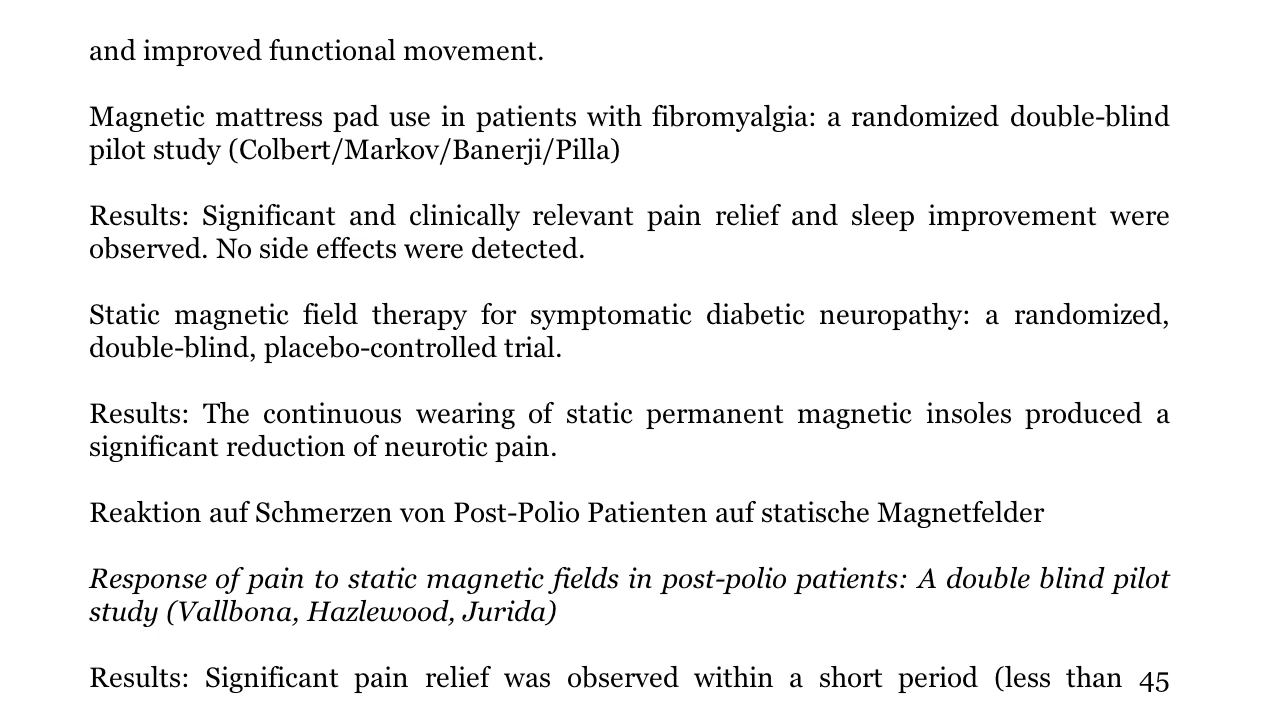 and improved functional movement.
Magnetic mattress pad use in patients with fibromyalgia: a randomized double-blind
pilot study (Colbert/Markov/Banerji/Pilla)
Results: Significant and clinically relevant pain relief and sleep improvement were
observed. No side effects were detected.
Static magnetic field therapy for symptomatic diabetic neuropathy: a randomized,
double-blind, placebo-controlled trial.
Results: The continuous wearing of static permanent magnetic insoles produced a
significant reduction of neurotic pain.
Reaktion auf Schmerzen von Post-Polio Patienten auf statische Magnetfelder
Response of pain to static magnetic fields in post-polio patients: A double blind pilot
study (Vallbona, Hazlewood, Jurida)
Results: Significant pain relief was observed within a short period (less than 45